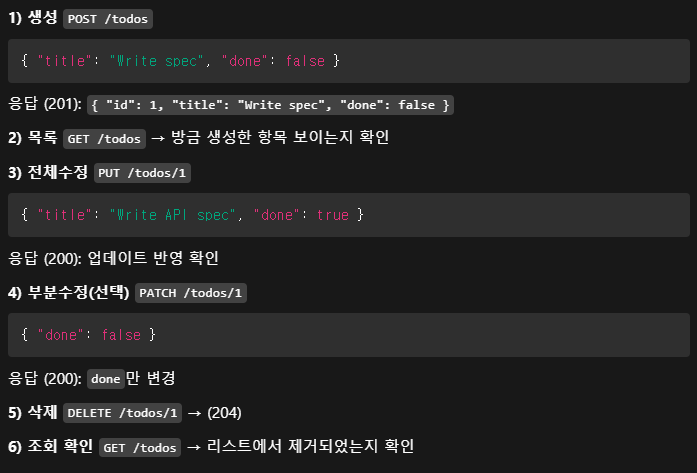 1) 생성 POST /todos
{ "title": "Write spec", "done": false }
응답 (201): { "id": 1, "title": "Write spec", "done": false }
2) 목록 GET /todos → 방금 생성한 항목 보이는지 확인
3) 전체수정 PUT /todos/1
{ "title": "Write API spec", "done": true }
응답 (200): 업데이트 반영 확인
4) 부분수정(선택) PATCH /todos/1
{ "done": false }
응답 (200): done만 변경
5) 삭제 DELETE /todos/1 → (204)
6) 조회 확인 GET /todos → 리스트에서 제거되었는지 확인